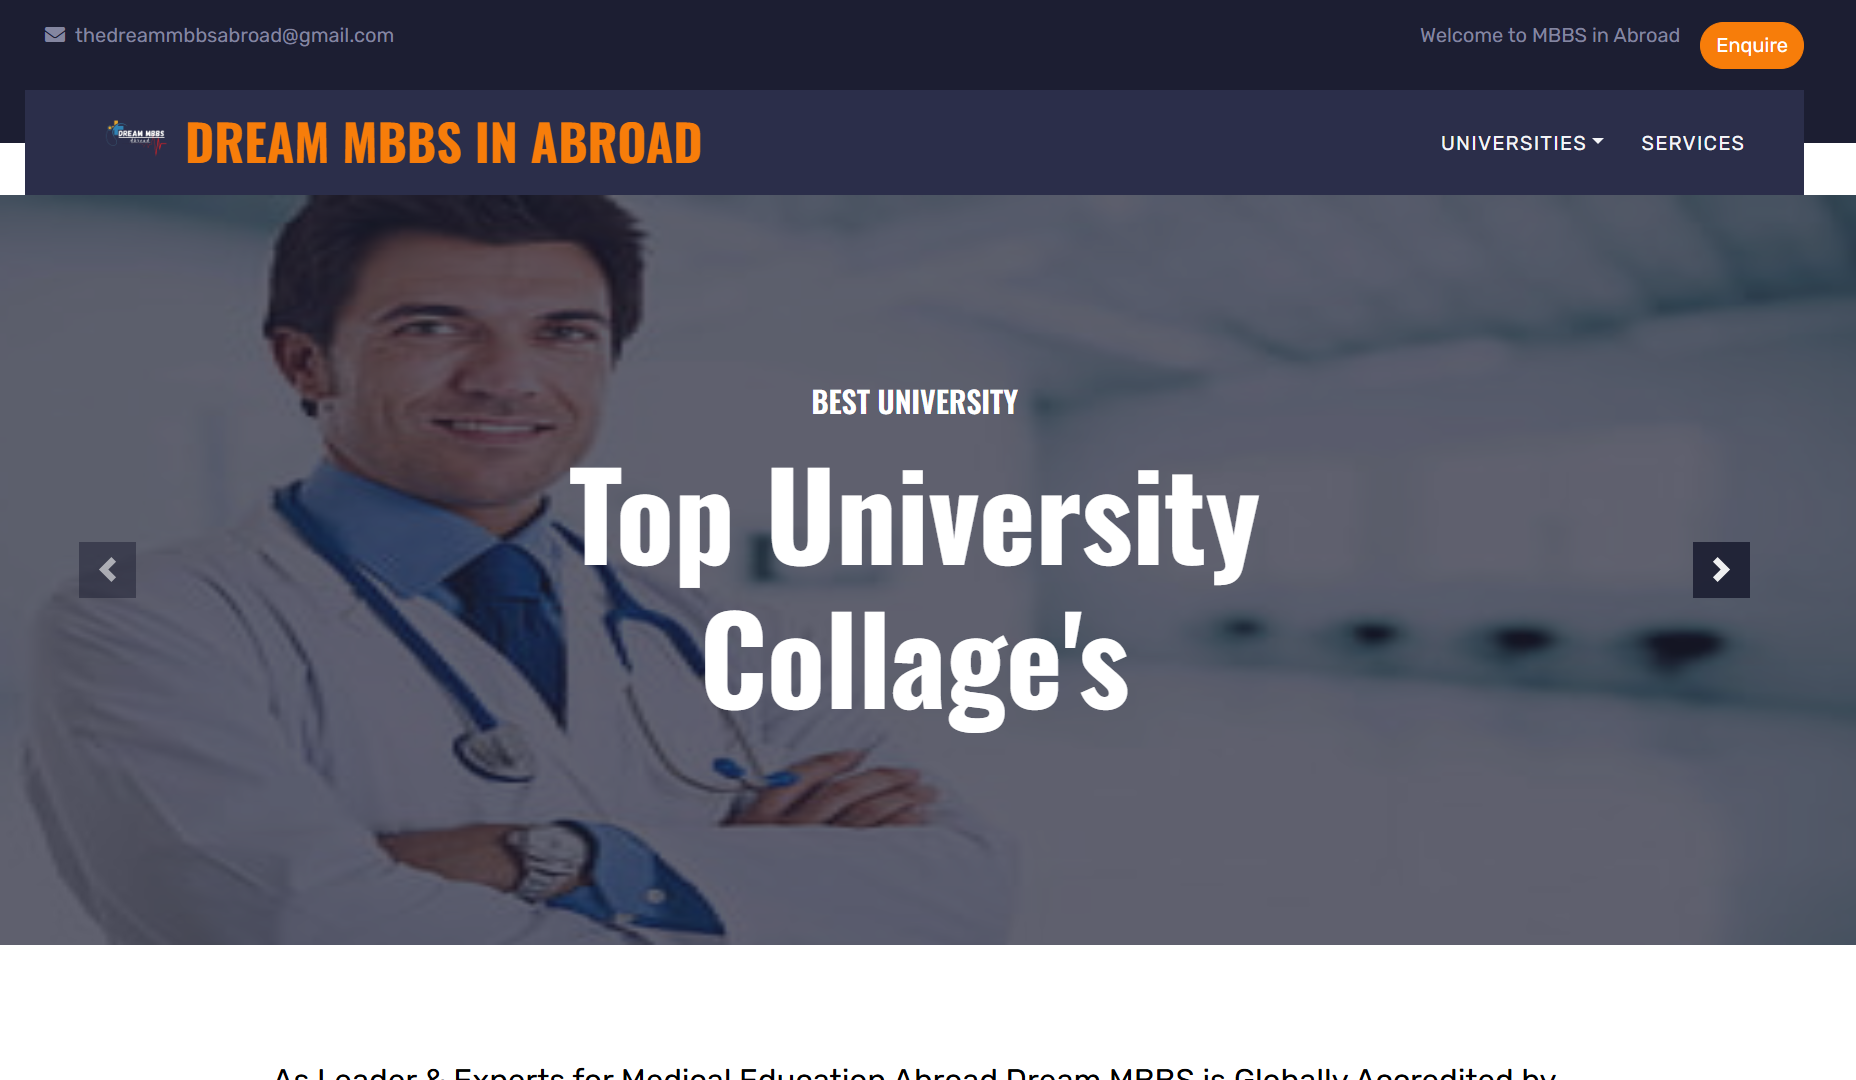 thedreammbbsabroad@gmail.com
Welcome to MBBS in Abroad
Enquire
DREAM MBBS
Abroad
DREAM MBBS IN ABROAD
UNIVERSITIES
SERVICES
BEST UNIVERSITY
Top University
Collage's
As Leader & Experts for Medical Education Abroad Dream MBBS is Globally Accredited by